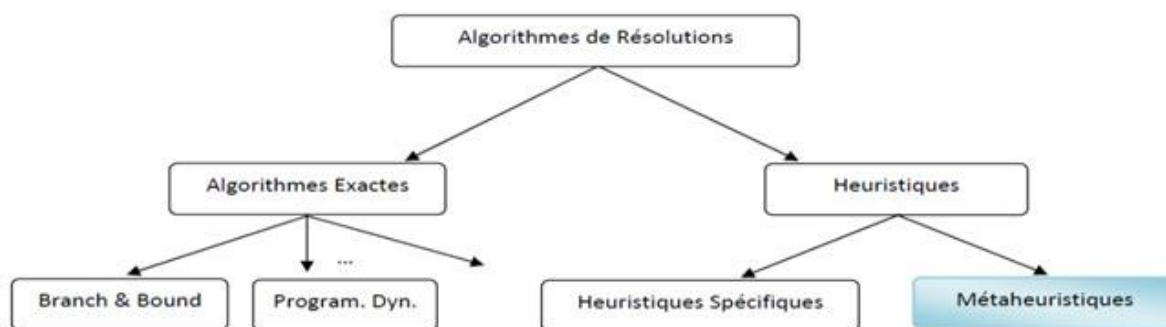 Algorithmes de Résolutions
Algorithmes Exactes
Heuristiques
...
Branch & Bound
Program. Dyn.
Heuristiques Spécifiques
Métaheuristiques